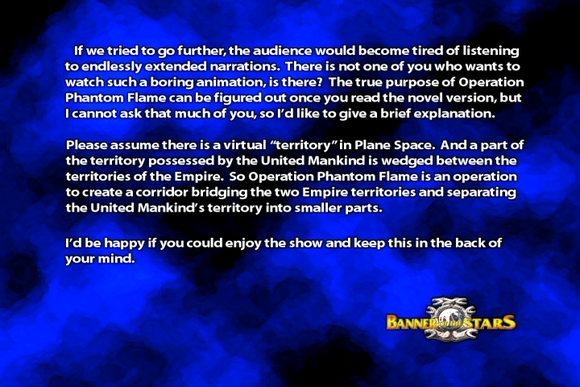 If we tried to go further, the audience would become tired of listening
to endlessly extended narrations. There is not one of you who wants to
watch such a boring animation, is there? The true purpose of Operation
Phantom Flame can be figured out once you read the novel version, but
I cannot ask that much of you, so I'd like to give a brief explanation.
Please assume there is a virtual "territory" in Plane Space. And a part of
the territory possessed by the United Mankind is wedged between the
territories of the Empire. So Operation Phantom Flame is an operation
to create a corridor bridging the two Empire territories and separating
the United Mankind's territory into smaller parts.
I'd be happy if you could enjoy the show and keep this in the back of
your mind.
BANNER OF THE STARS